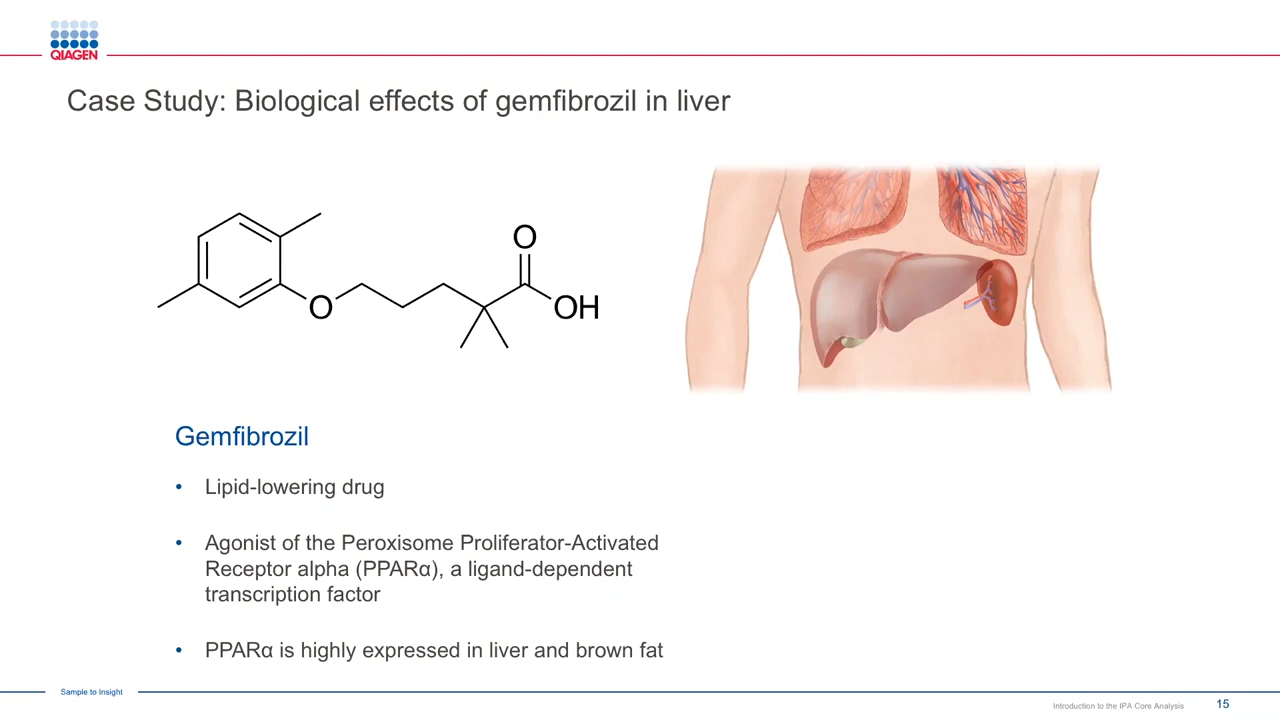 QIAGEN
Case Study: Biological effects of gemfibrozil in liver
O
O
OH
Gemfibrozil
• Lipid-lowering drug
• Agonist of the Peroxisome Proliferator-Activated
Receptor alpha (PPARα), a ligand-dependent
transcription factor
• PPARα is highly expressed in liver and brown fat
Sample to Insight
Introduction to the IPA Core Analysis
15